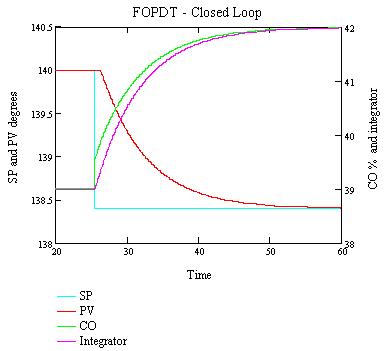 FOPDT - Closed Loop
140.5
140
139.5
139
138.5
138
42
41
40
39
38
20
30
40
50
60
SP and PV degrees
CO % and integrator
Time
SP
PV
CO
Integrator